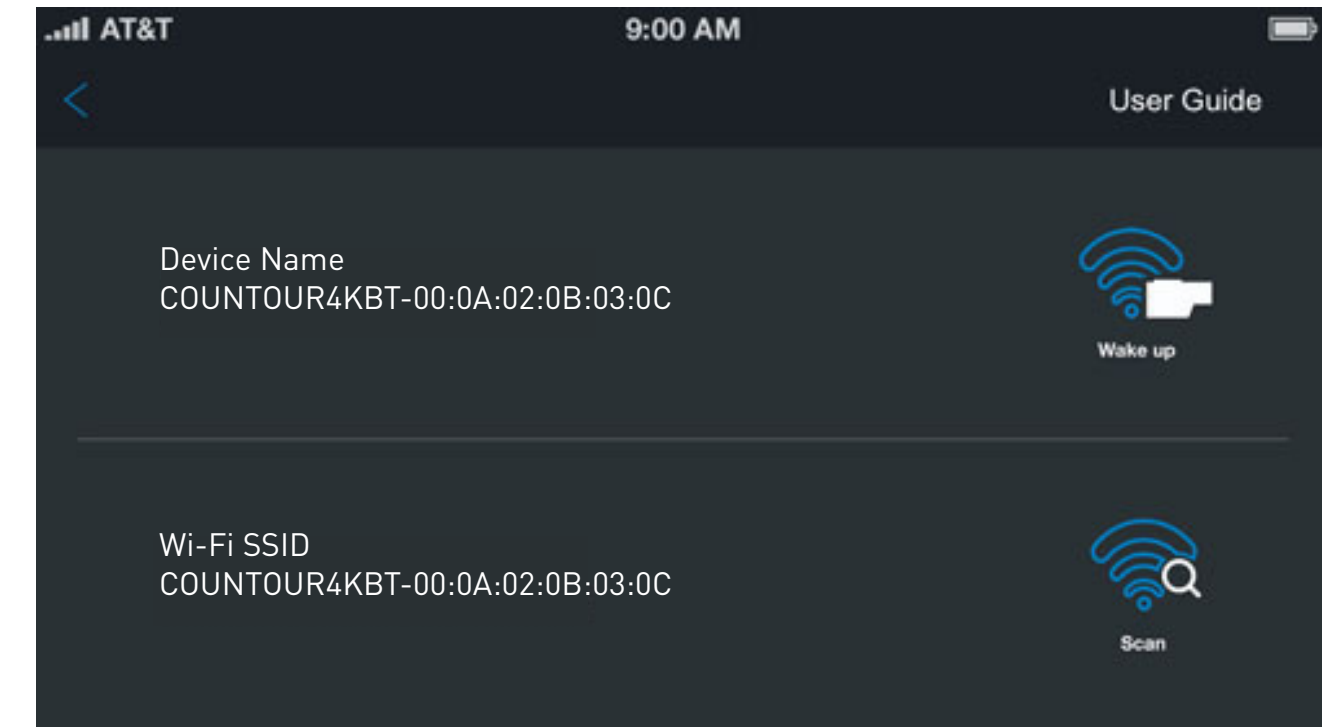 AT&T
9:00 AM
User Guide
Device Name
COUNTOUR4KBT-00:0A:02:0B:03:0C
Wake up
Wi-Fi SSID
COUNTOUR4KBT-00:0A:02:0B:03:0C
Scan